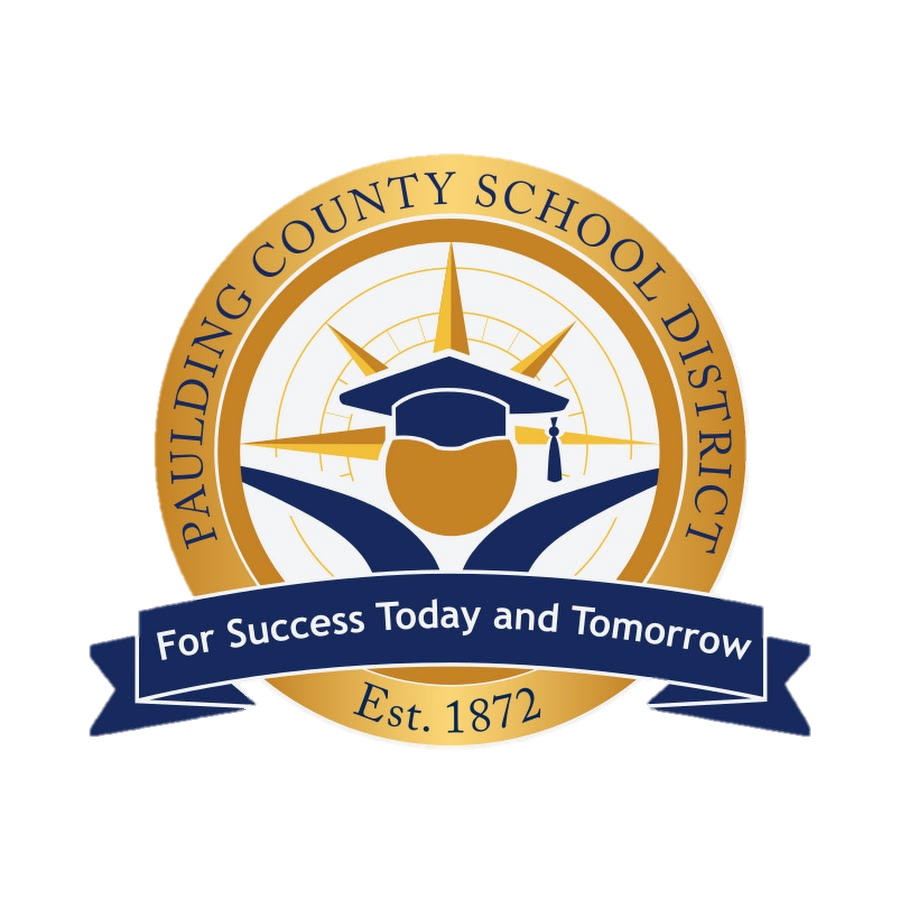 PAULDING COUNTY SCHOOL DISTRICT
For Success Today and Tomorrow
Est. 1872